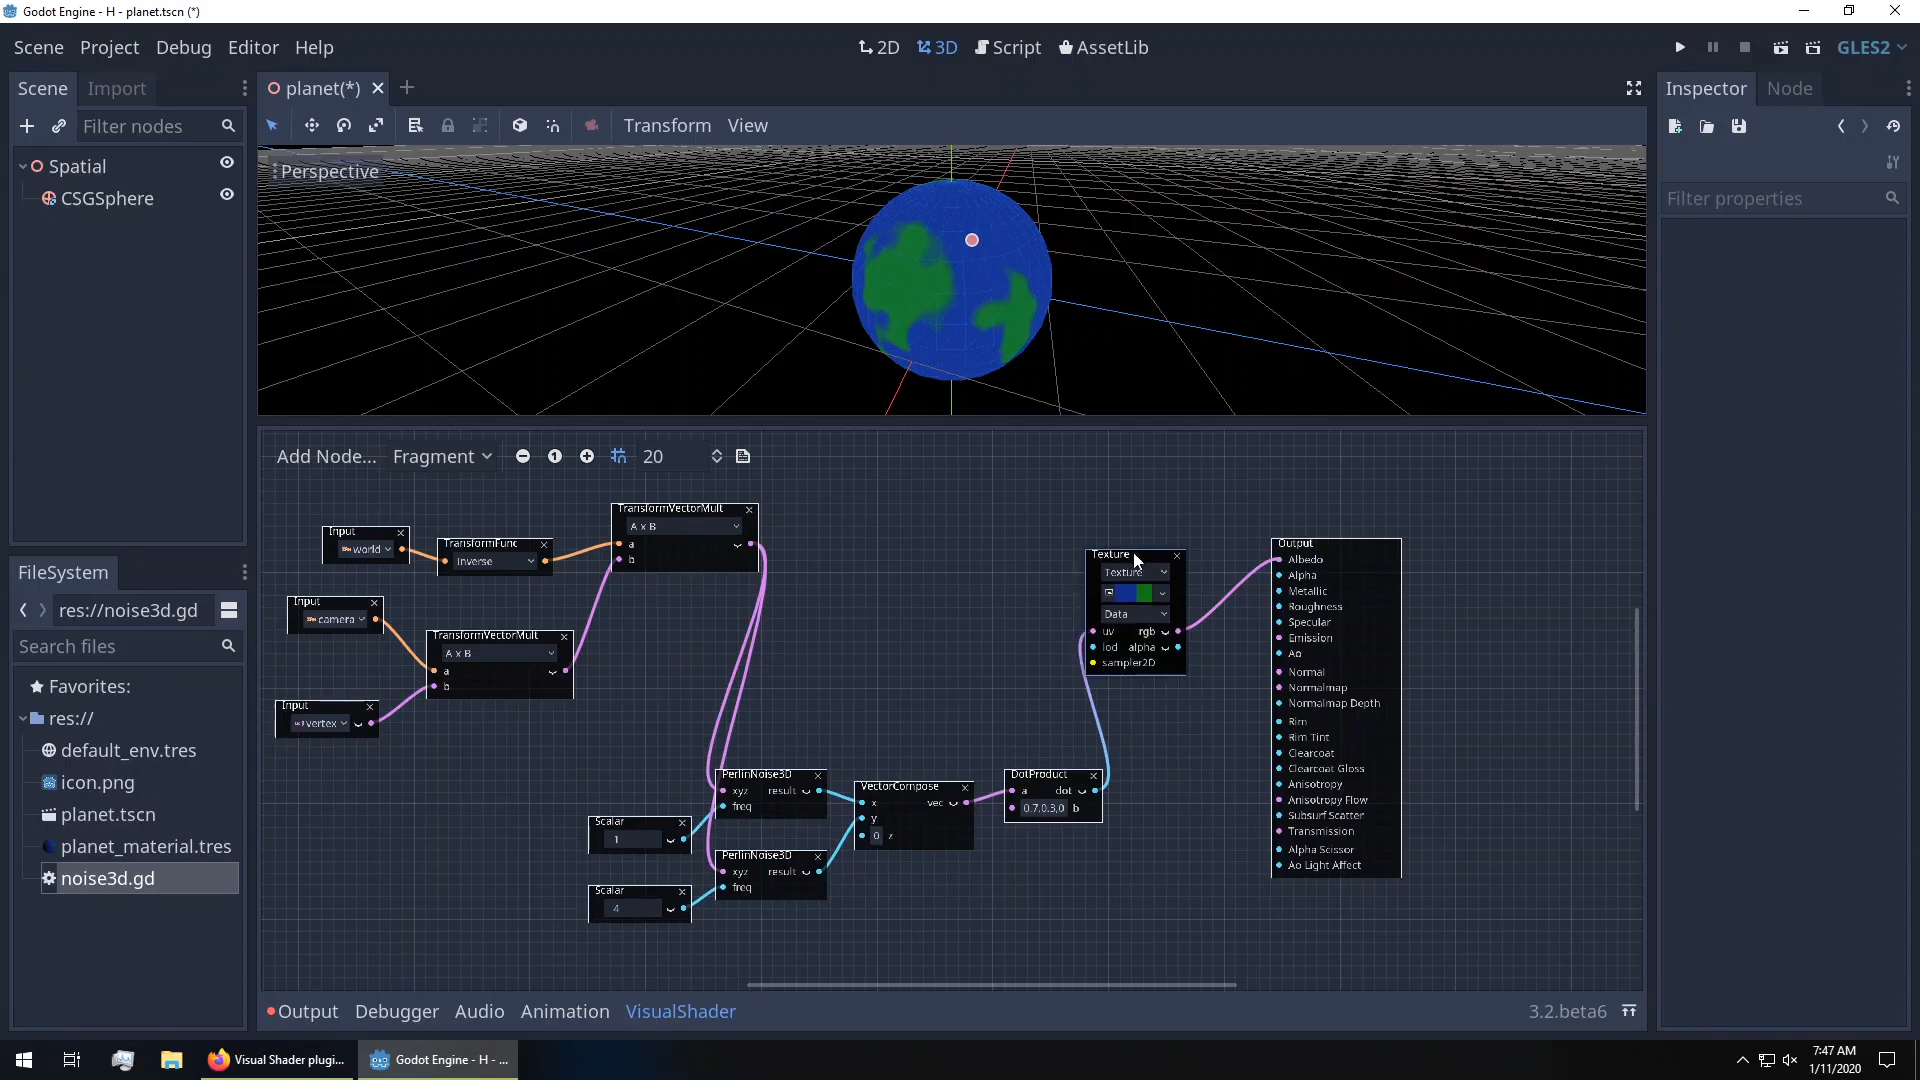 Godot Engine - H - planet.tscn (*)
Scene Project Debug Editor Help
2D 3D Script AssetLib
GLES2
Scene Import
planet(*)
Inspector Node
Filter nodes
Transform View
Spatial
CSGSphere
Perspective
Filter properties
FileSystem
res://noise3d.gd
Search files
Favorites:
res://
default_env.tres
icon.png
planet.tscn
planet_material.tres
noise3d.gd
Add Node... Fragment 1 20
Input
world
TransformFunc
Inverse
TransformVectorMult
A x B
a
b
Input
camera
TransformVectorMult
A x B
a
b
Input
vertex
PerlinNoise3D
xyz result
freq
Scalar
1
PerlinNoise3D
xyz result
freq
Scalar
4
VectorCompose
x vec
y
0 z
DotProduct
a dot
0.7,0.3,0 b
Texture
Texture
Data
uv rgb
lod alpha
sampler2D
Output
Albedo
Alpha
Metallic
Roughness
Specular
Emission
Ao
Normal
Normalmap
Normalmap Depth
Rim
Rim Tint
Clearcoat
Clearcoat Gloss
Anisotropy
Anisotropy Flow
Subsurf Scatter
Transmission
Alpha Scissor
Ao Light Affect
Output Debugger Audio Animation VisualShader
3.2.beta6
Visual Shader plugi...
Godot Engine - H - ...
7:47 AM
1/11/2020